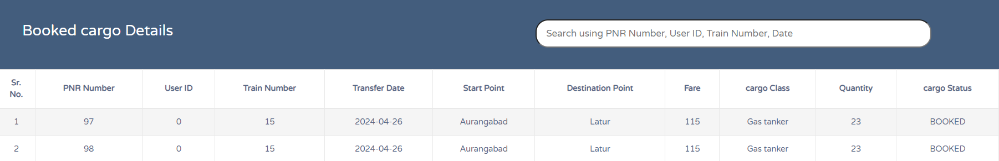 Booked cargo Details
Search using PNR Number, User ID, Train Number, Date
Sr. No. PNR Number User ID Train Number Transfer Date Start Point Destination Point Fare cargo Class Quantity cargo Status
1 97 0 15 2024-04-26 Aurangabad Latur 115 Gas tanker 23 BOOKED
2 98 0 15 2024-04-26 Aurangabad Latur 115 Gas tanker 23 BOOKED